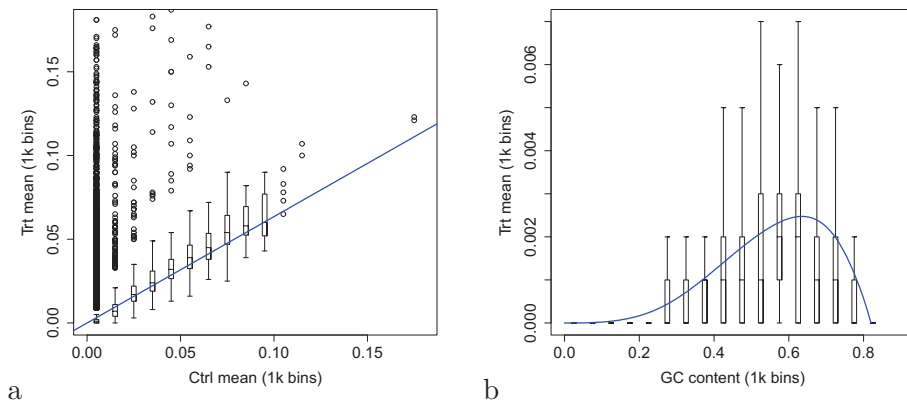 0.15
0.10
0.05
0.00
Trt mean (1k bins)
0.00 0.05 0.10 0.15
Ctrl mean (1k bins)
a
0.006
0.004
0.002
0.000
Trt mean (1k bins)
0.0 0.2 0.4 0.6 0.8
GC content (1k bins)
b